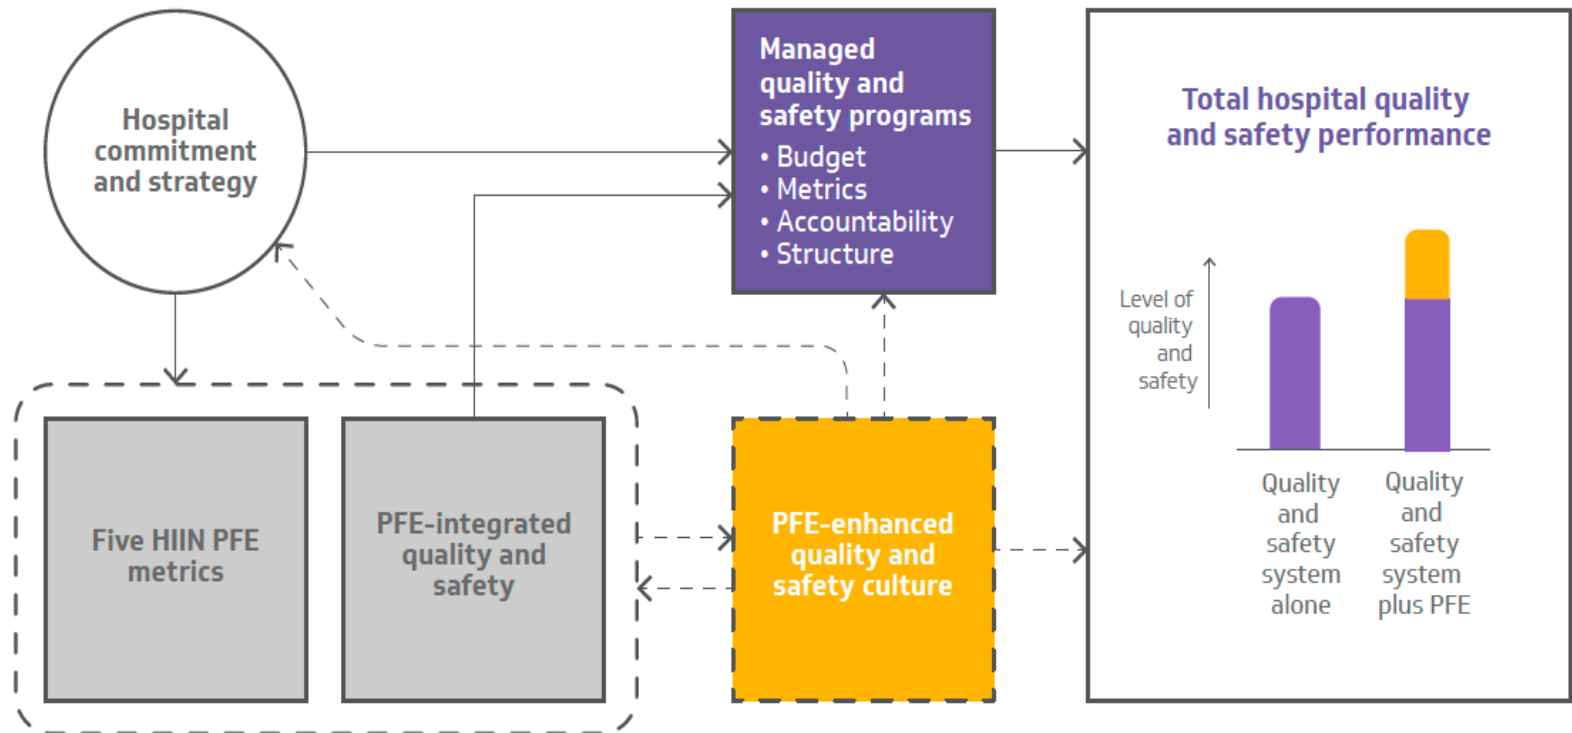 Hospital
commitment
and strategy
Managed
quality and
safety programs
• Budget
• Metrics
• Accountability
• Structure
Total hospital quality
and safety performance
Level of
quality
and
safety
Quality
and
safety
system
alone
Quality
and
safety
system
plus PFE
Five HIIN PFE
metrics
PFE-integrated
quality and
safety
PFE-enhanced
quality and
safety culture